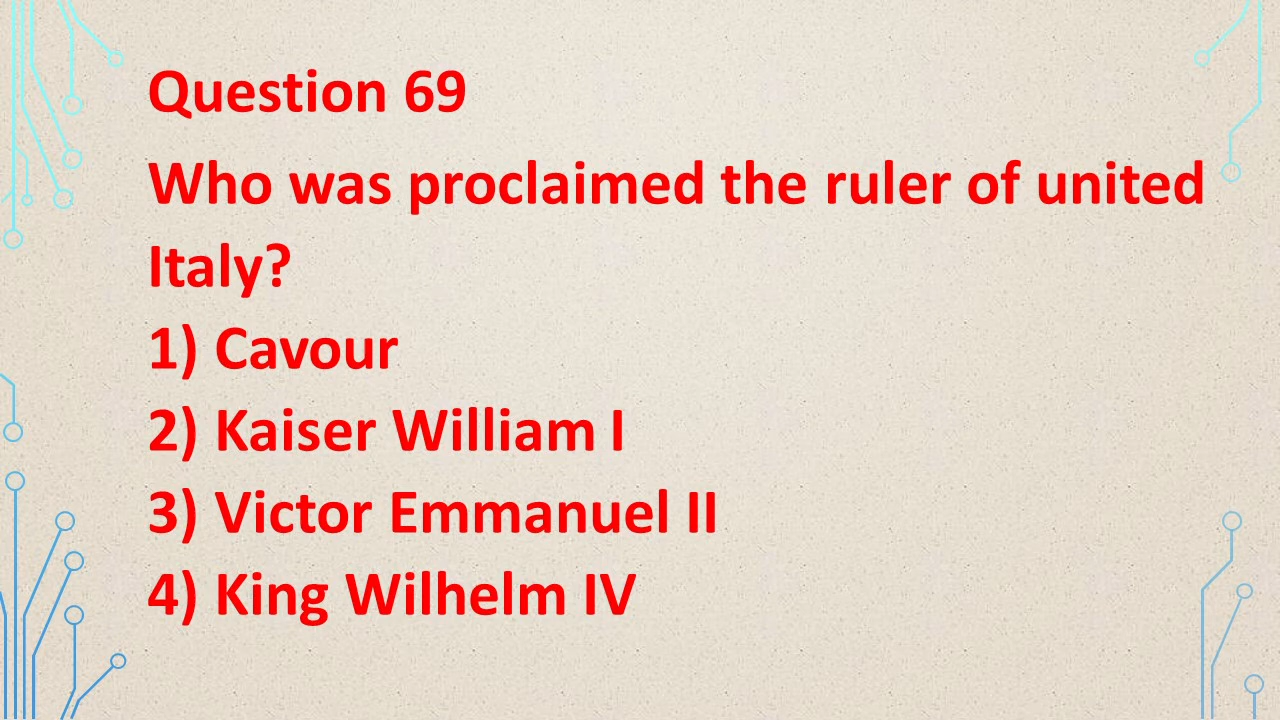 Question 69
Who was proclaimed the ruler of united
Italy?
1) Cavour
2) Kaiser William I
3) Victor Emmanuel II
4) King Wilhelm IV